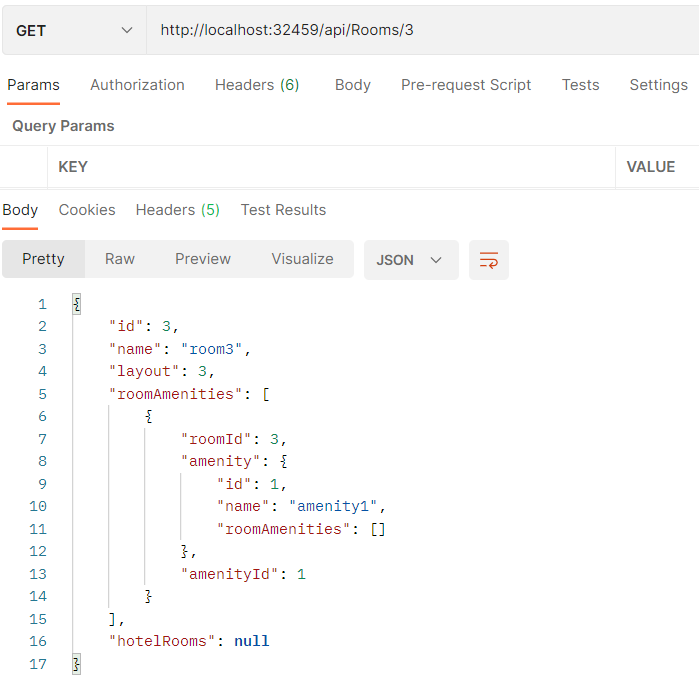 GET http://localhost:32459/api/Rooms/3
Params Authorization Headers (6) Body Pre-request Script Tests Settings
Query Params
KEY VALUE
Body Cookies Headers (5) Test Results
Pretty Raw Preview Visualize JSON
1 {
2 "id": 3,
3 "name": "room3",
4 "layout": 3,
5 "roomAmenities": [
6 {
7 "roomId": 3,
8 "amenity": {
9 "id": 1,
10 "name": "amenity1",
11 "roomAmenities": []
12 },
13 "amenityId": 1
14 }
15 ],
16 "hotelRooms": null
17 }